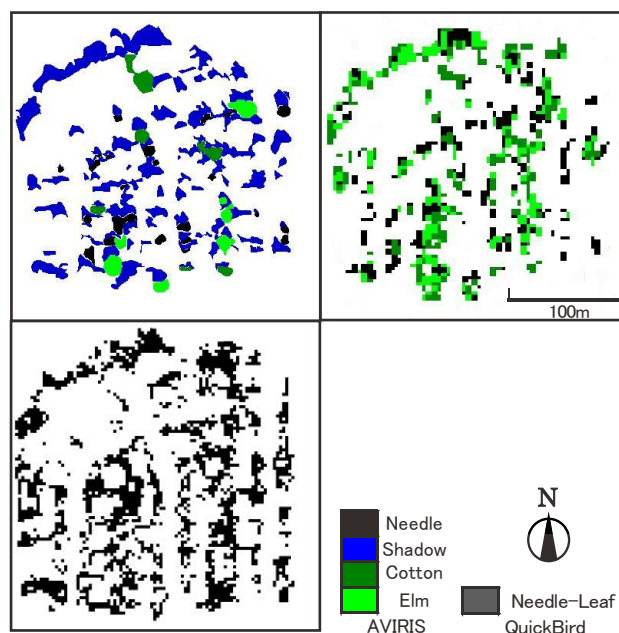 100m
N
Needle
Shadow
Cotton
Elm Needle-Leaf
AVIRIS QuickBird